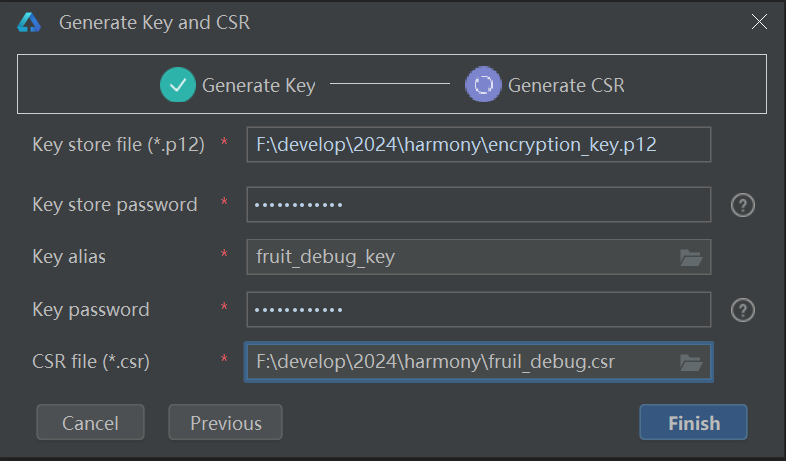 Generate Key and CSR
Generate Key
Generate CSR
Key store file (*.p12) * F:\develop\2024\harmony\encryption_key.p12
Key store password * ••••••••••••
Key alias * fruit_debug_key
Key password * ••••••••••••
CSR file (*.csr) * F:\develop\2024\harmony\fruil_debug.csr
Cancel
Previous
Finish